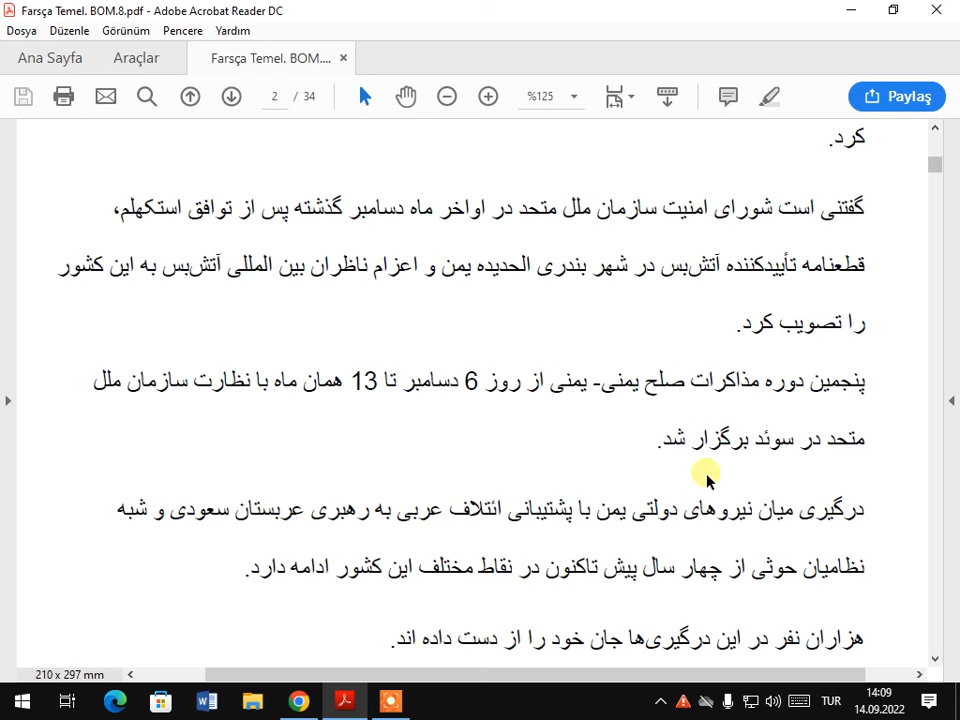 Farsça Temel. BOM.8.pdf - Adobe Acrobat Reader DC
Dosya Düzenle Görünüm Pencere Yardım
Ana Sayfa Araçlar Farsça Temel. BOM.... ×
2 / 34 %125 Paylaş
کرد.
گفتنی است شورای امنیت سازمان ملل متحد در اواخر ماه دسامبر گذشته پس از توافق استکهلم،
قطعنامه تأییدکننده آتش‌بس در شهر بندری الحدیده یمن و اعزام ناظران بین المللی آتش‌بس به این کشور
را تصویب کرد.
پنجمین دوره مذاکرات صلح یمنی- یمنی از روز 6 دسامبر تا 13 همان ماه با نظارت سازمان ملل
متحد در سوئد برگزار شد.
درگیری میان نیروهای دولتی یمن با پشتیبانی ائتلاف عربی به رهبری عربستان سعودی و شبه
نظامیان حوثی از چهار سال پیش تاکنون در نقاط مختلف این کشور ادامه دارد.
هزاران نفر در این درگیری‌ها جان خود را از دست داده اند.
210 x 297 mm
TUR 14:09
14.09.2022